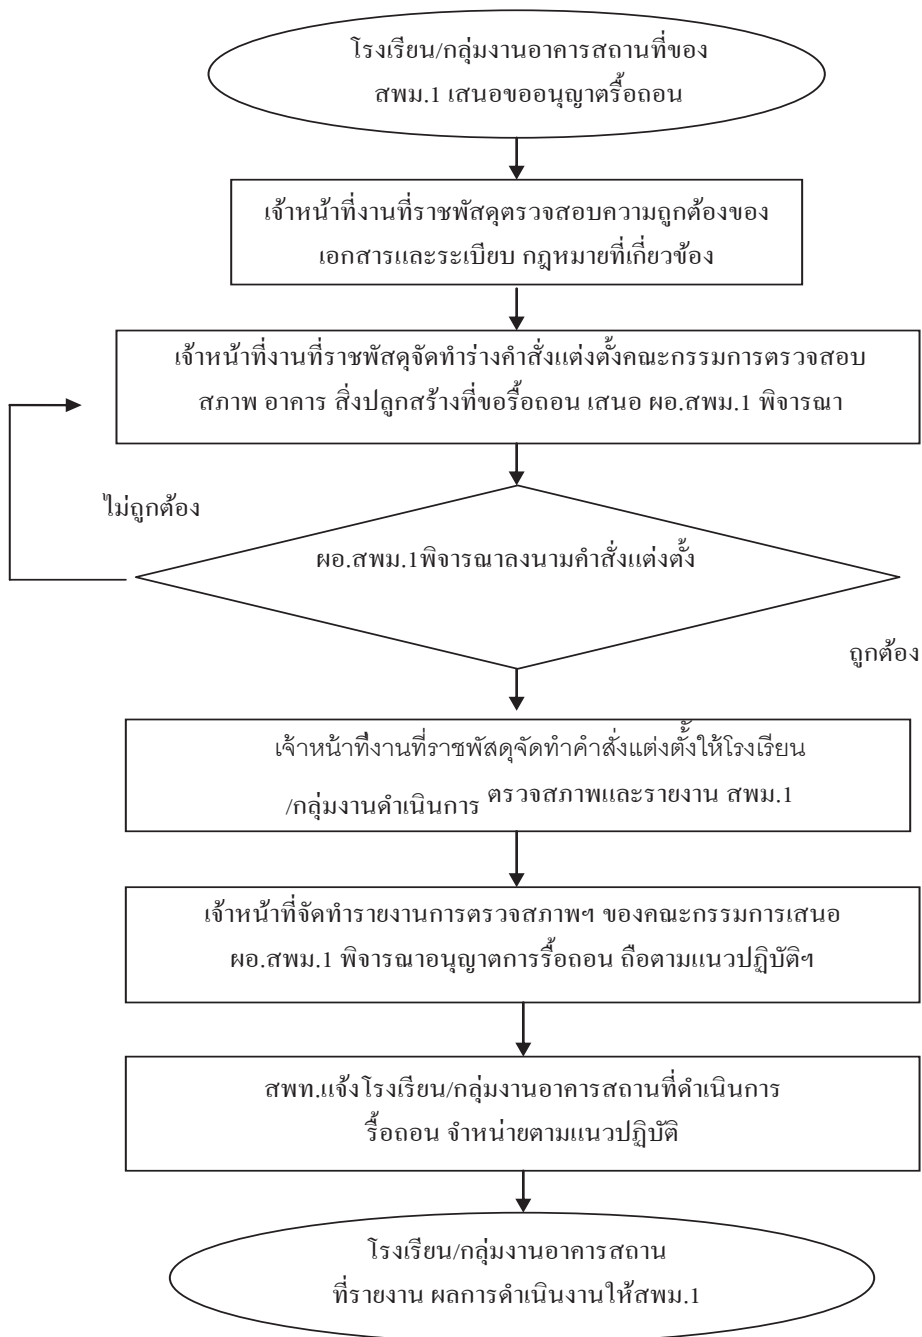 โรงเรียน/กลุ่มงานอาคารสถานที่ของ
สพม.1 เสนอขออนุญาตรื้อถอน
เจ้าหน้าที่งานที่ราชพัสดุตรวจสอบความถูกต้องของ
เอกสารและระเบียบ กฎหมายที่เกี่ยวข้อง
เจ้าหน้าที่งานที่ราชพัสดุจัดทำร่างคำสั่งแต่งตั้งคณะกรรมการตรวจสอบ
สภาพ อาคาร สิ่งปลูกสร้างที่ขอรื้อถอน เสนอ ผอ.สพม.1 พิจารณา
ไม่ถูกต้อง
ผอ.สพม.1พิจารณาลงนามคำสั่งแต่งตั้ง
ถูกต้อง
เจ้าหน้าที่งานที่ราชพัสดุจัดทำคำสั่งแต่งตั้งให้โรงเรียน
/กลุ่มงานดำเนินการ ตรวจสภาพและรายงาน สพม.1
เจ้าหน้าที่จัดทำรายงานการตรวจสภาพฯ ของคณะกรรมการเสนอ
ผอ.สพม.1 พิจารณาอนุญาตการรื้อถอน ถือตามแนวปฏิบัติฯ
สพท.แจ้งโรงเรียน/กลุ่มงานอาคารสถานที่ดำเนินการ
รื้อถอน จำหน่ายตามแนวปฏิบัติ
โรงเรียน/กลุ่มงานอาคารสถาน
ที่รายงาน ผลการดำเนินงานให้สพม.1